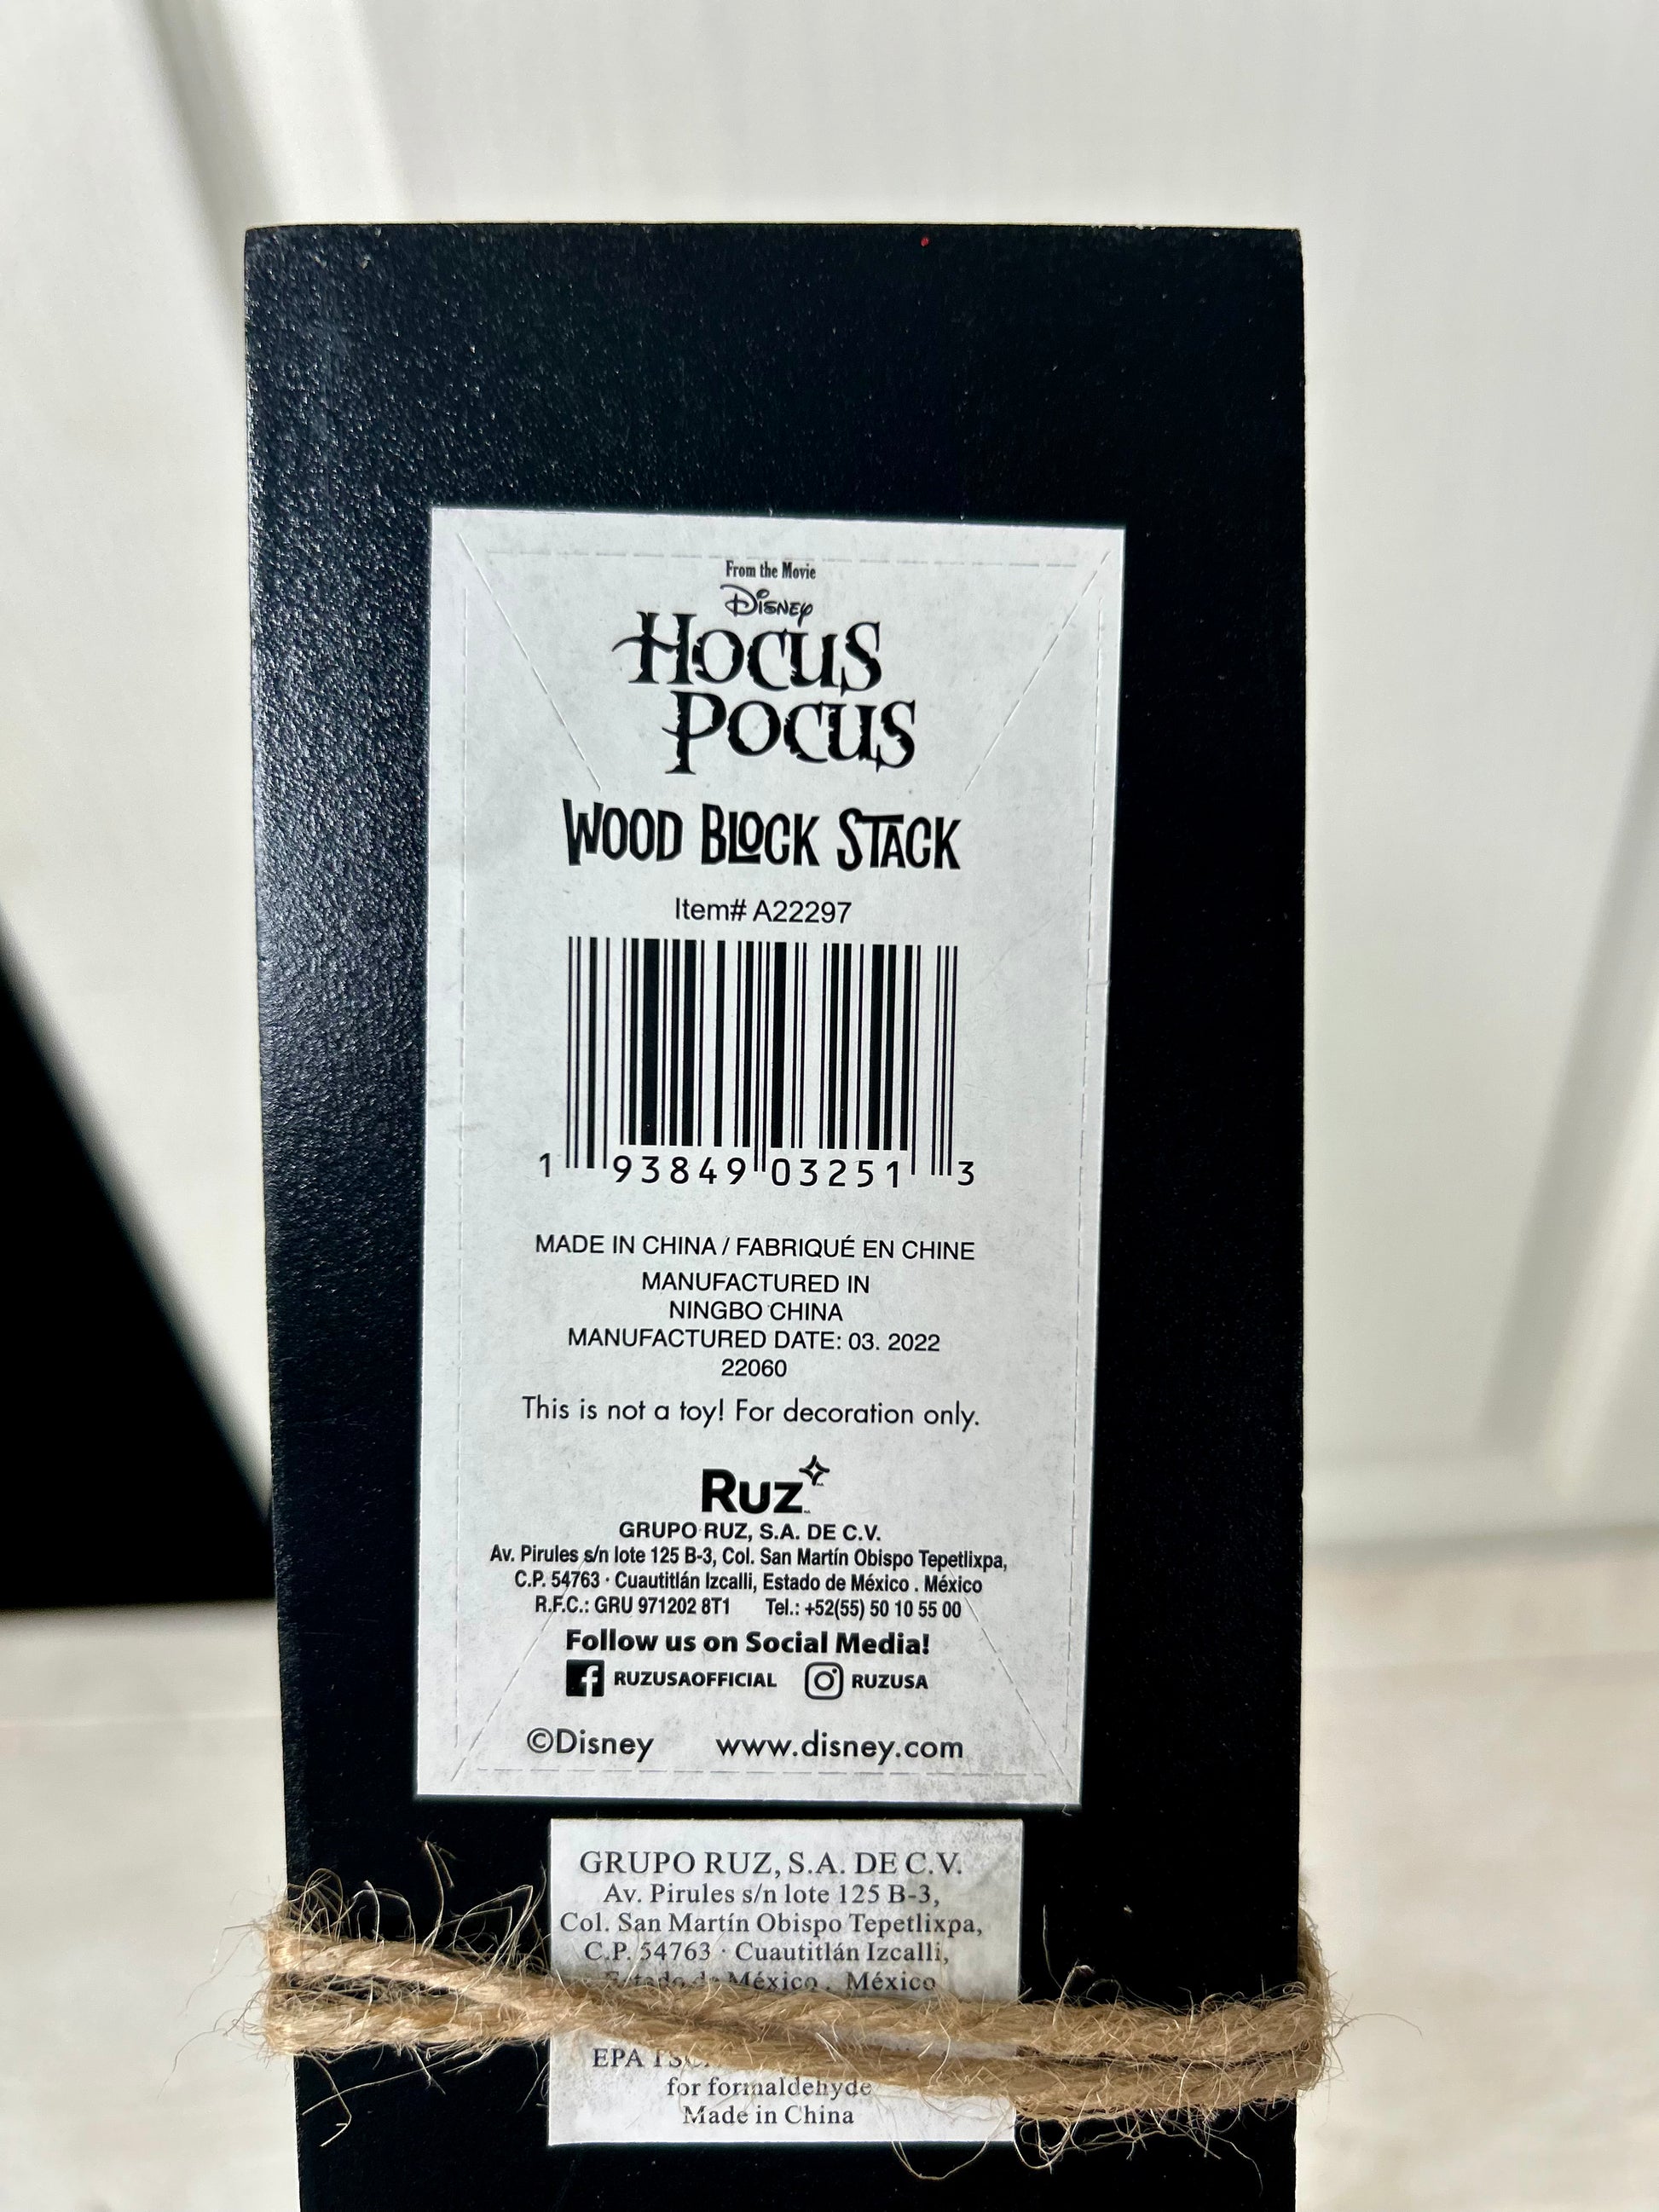 From the Movie
Disney
Hocus
Pocus
Wood Block Stack
Item# A22297
1 93849 03251 3
MADE IN CHINA / FABRIQUÉ EN CHINE
MANUFACTURED IN
NINGBO CHINA
MANUFACTURED DATE: 03. 2022
22060
This is not a toy! For decoration only.
Ruz
GRUPO RUZ, S.A. DE C.V.
Av. Pirules s/n lote 125 B-3, Col. San Martín Obispo Tepetlixpa,
C.P. 54763 · Cuautitlán Izcalli, Estado de México . México
R.F.C.: GRU 971202 8T1 Tel.: +52(55) 50 10 55 00
Follow us on Social Media!
RUZUSAOFFICIAL RUZUSA
©Disney www.disney.com
GRUPO RUZ, S.A. DE C.V.
Av. Pirules s/n lote 125 B-3,
Col. San Martín Obispo Tepetlixpa,
C.P. 54763 · Cuautitlán Izcalli,
Estado de México . México
EPA
for formaldehyde
Made in China